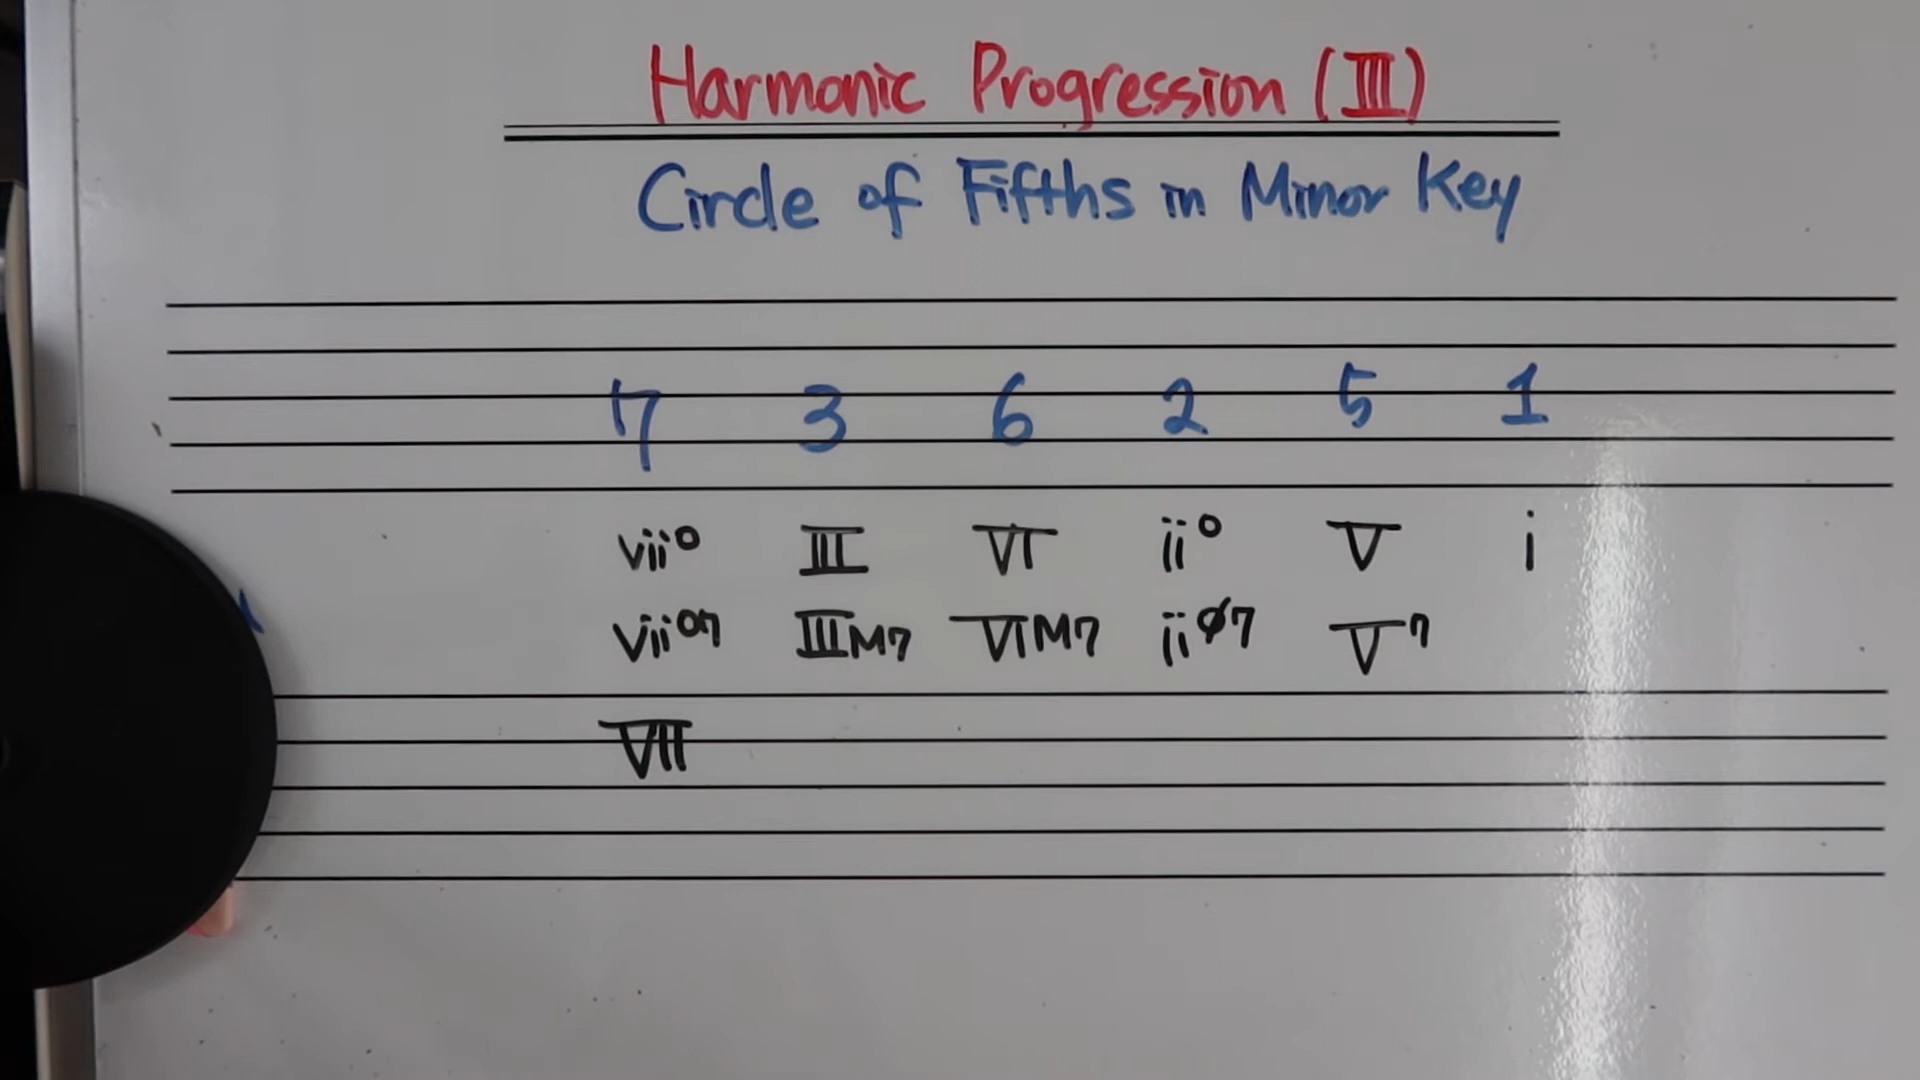 Harmonic Progression (III)
Circle of Fifths in Minor Key
7 3 6 2 5 1
vii° III VI ii° V i
vii°7 IIIM7 VIM7 iiø7 V7
VII